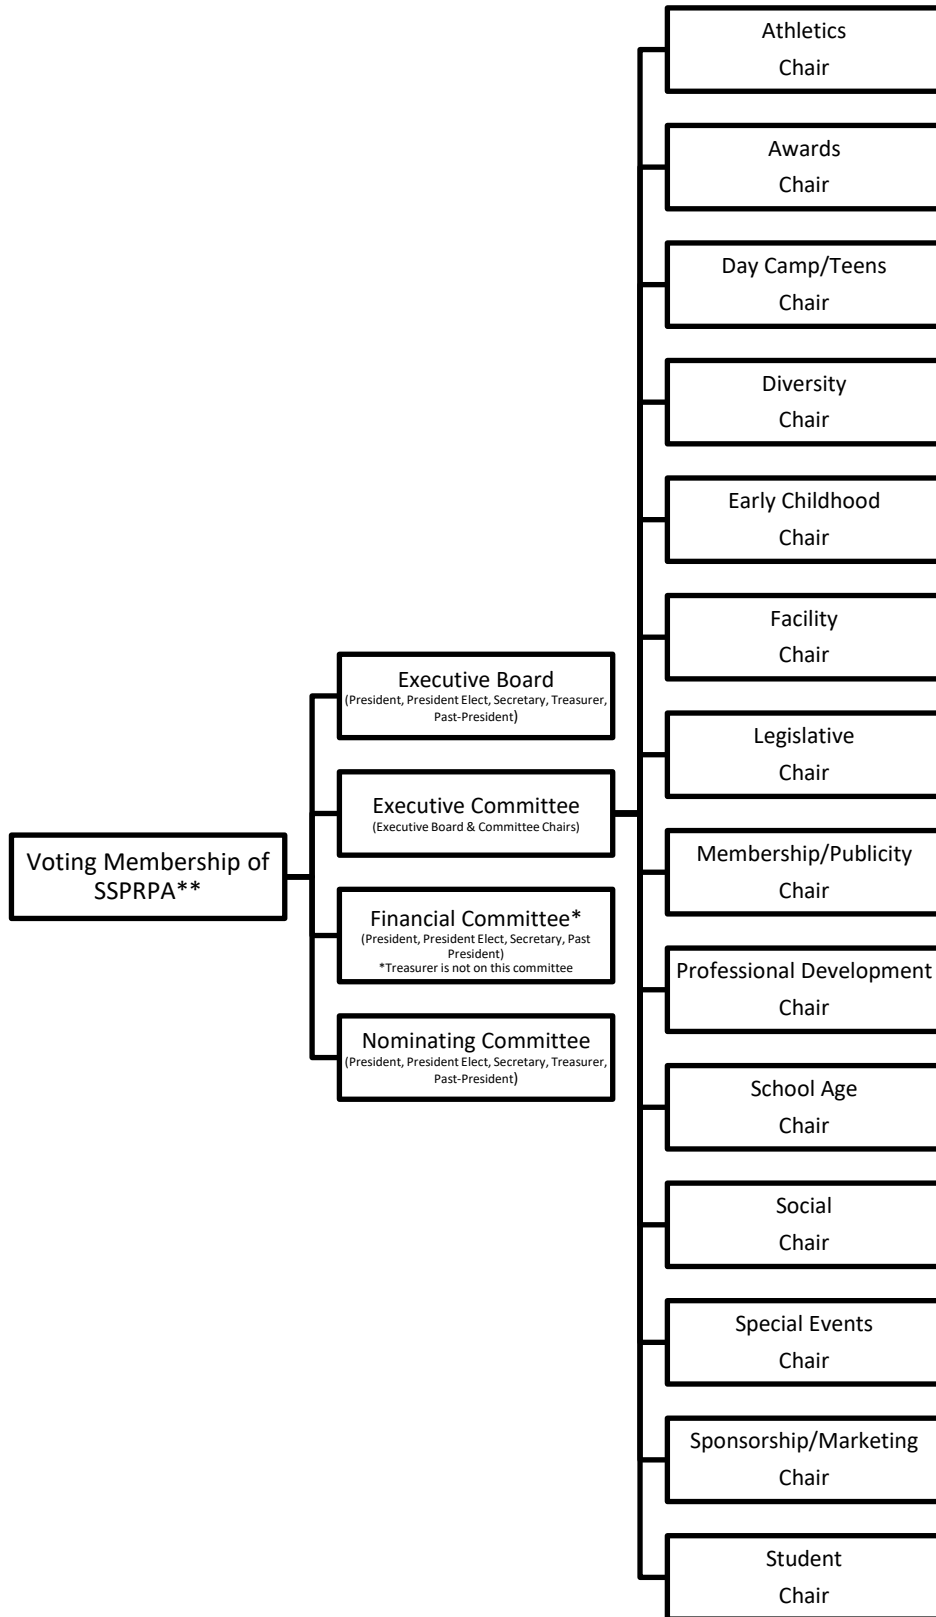 Voting Membership of
SSPRPA**
Executive Board
(President, President Elect, Secretary, Treasurer,
Past-President)
Executive Committee
(Executive Board & Committee Chairs)
Financial Committee*
(President, President Elect, Secretary, Past
President)
*Treasurer is not on this committee
Nominating Committee
(President, President Elect, Secretary, Treasurer,
Past-President)
Athletics
Chair
Awards
Chair
Day Camp/Teens
Chair
Diversity
Chair
Early Childhood
Chair
Facility
Chair
Legislative
Chair
Membership/Publicity
Chair
Professional Development
Chair
School Age
Chair
Social
Chair
Special Events
Chair
Sponsorship/Marketing
Chair
Student
Chair